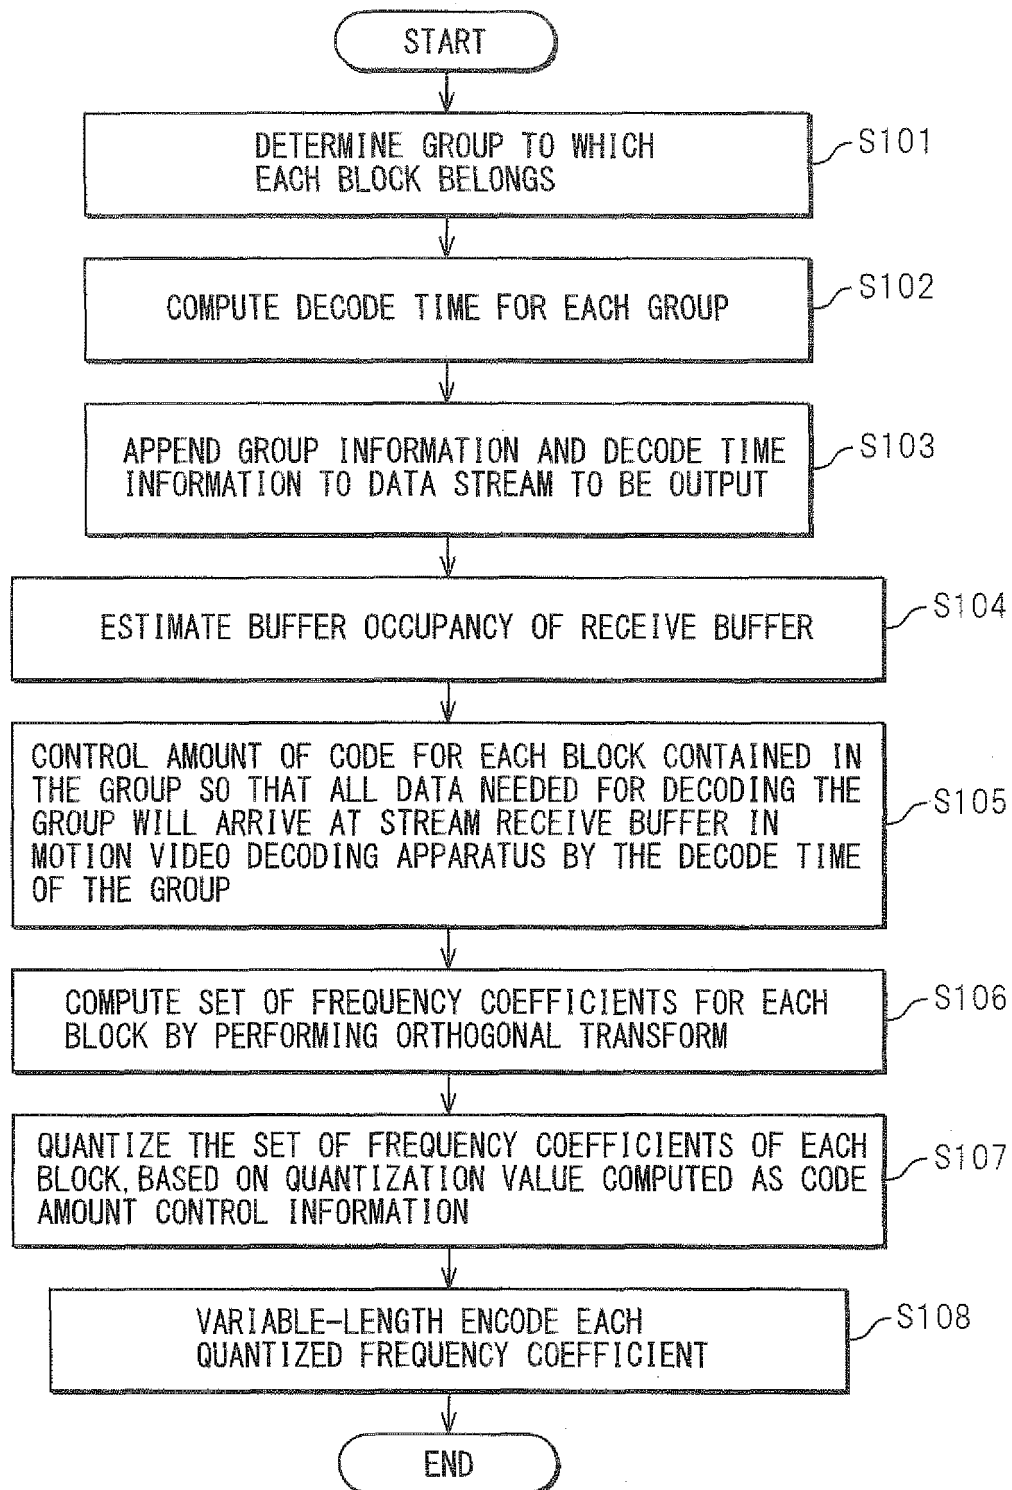 START
DETERMINE GROUP TO WHICH
EACH BLOCK BELONGS
S101
COMPUTE DECODE TIME FOR EACH GROUP
S102
APPEND GROUP INFORMATION AND DECODE TIME
INFORMATION TO DATA STREAM TO BE OUTPUT
S103
ESTIMATE BUFFER OCCUPANCY OF RECEIVE BUFFER
S104
CONTROL AMOUNT OF CODE FOR EACH BLOCK CONTAINED IN
THE GROUP SO THAT ALL DATA NEEDED FOR DECODING THE
GROUP WILL ARRIVE AT STREAM RECEIVE BUFFER IN
MOTION VIDEO DECODING APPARATUS BY THE DECODE TIME
OF THE GROUP
S105
COMPUTE SET OF FREQUENCY COEFFICIENTS FOR EACH
BLOCK BY PERFORMING ORTHOGONAL TRANSFORM
S106
QUANTIZE THE SET OF FREQUENCY COEFFICIENTS OF EACH
BLOCK, BASED ON QUANTIZATION VALUE COMPUTED AS CODE
AMOUNT CONTROL INFORMATION
S107
VARIABLE-LENGTH ENCODE EACH
QUANTIZED FREQUENCY COEFFICIENT
S108
END